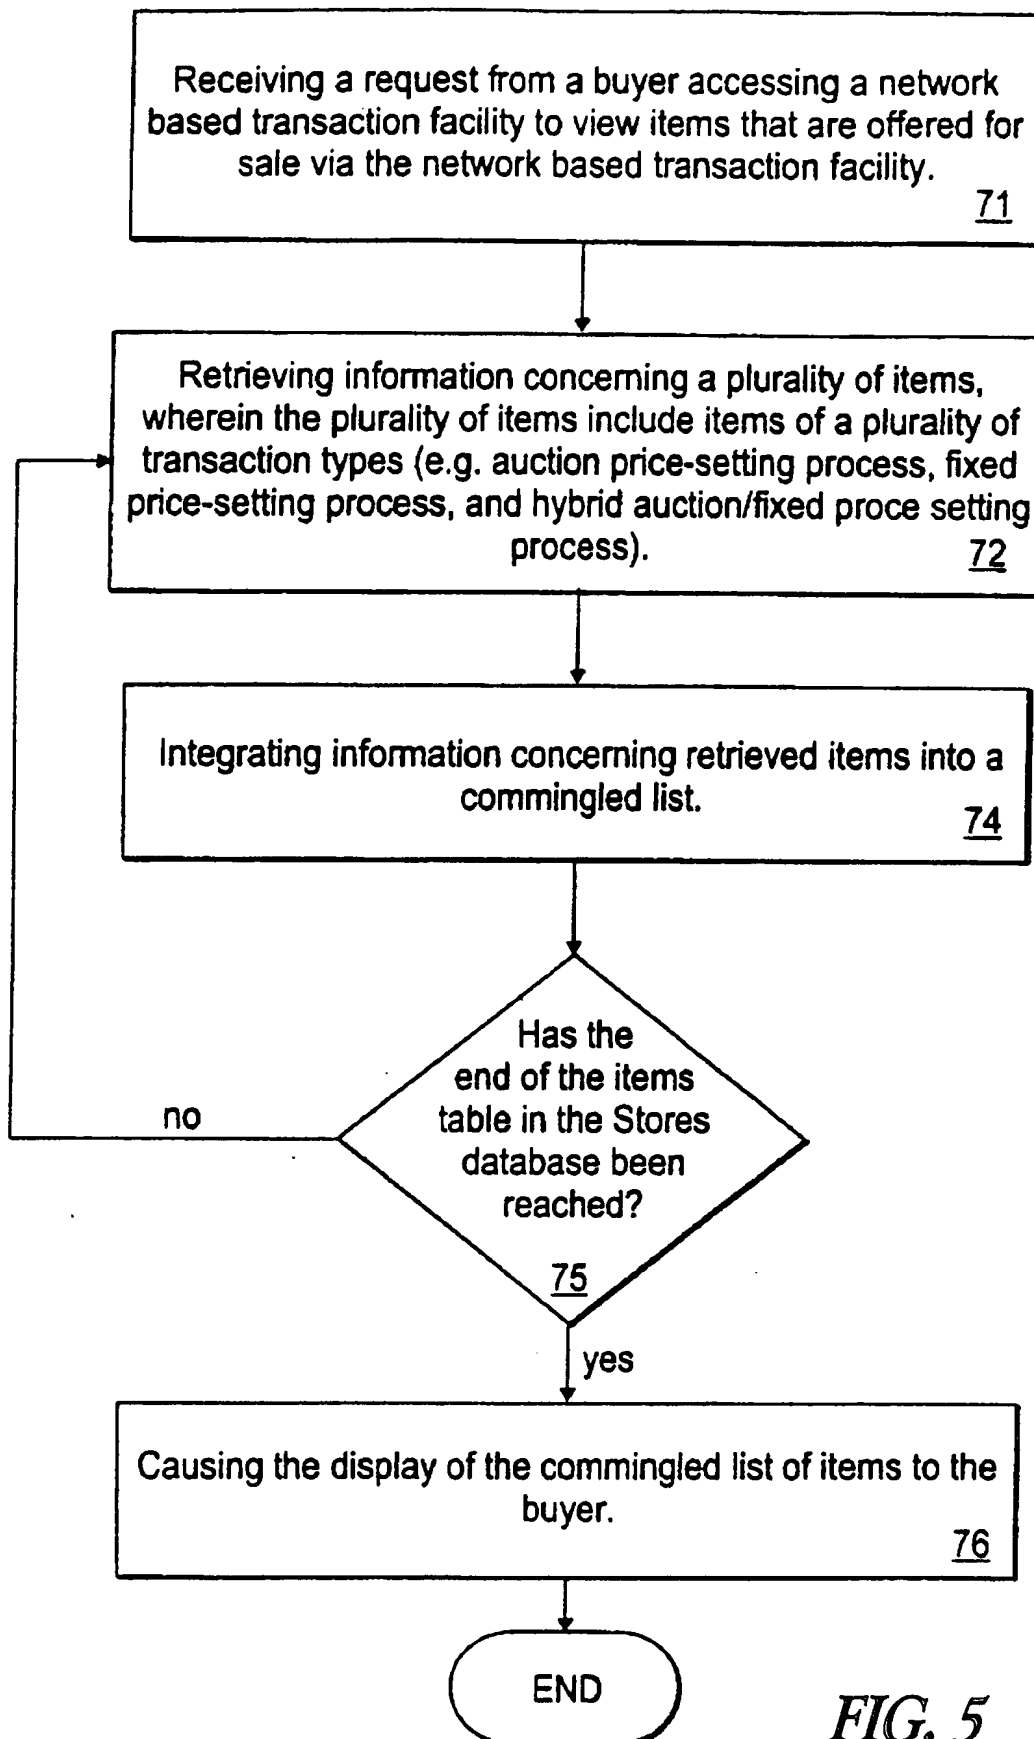 Receiving a request from a buyer accessing a network
based transaction facility to view items that are offered for
sale via the network based transaction facility.
71
Retrieving information concerning a plurality of items,
wherein the plurality of items include items of a plurality of
transaction types (e.g. auction price-setting process, fixed
price-setting process, and hybrid auction/fixed proce setting
process).
72
Integrating information concerning retrieved items into a
commingled list.
74
Has the
end of the items
table in the Stores
database been
reached?
75
no
yes
Causing the display of the commingled list of items to the
buyer.
76
END
FIG. 5